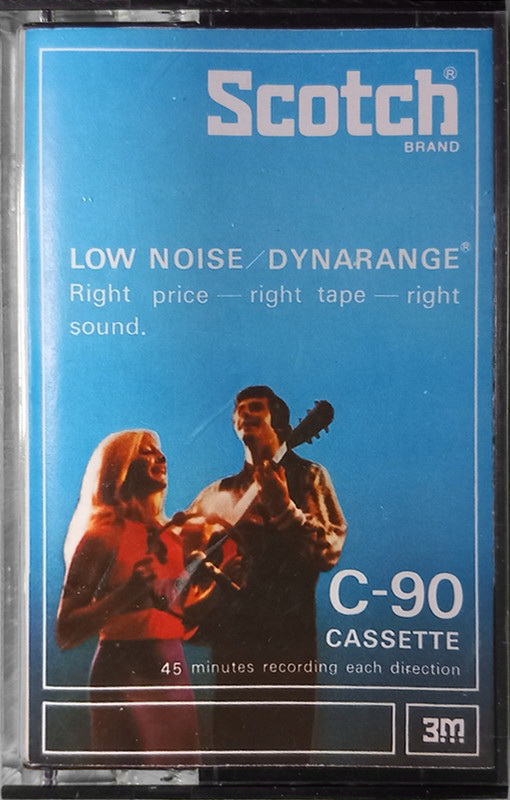 Scotch®
BRAND
LOW NOISE/DYNARANGE®
Right price — right tape — right
sound.
C-90
CASSETTE
45 minutes recording each direction
3M